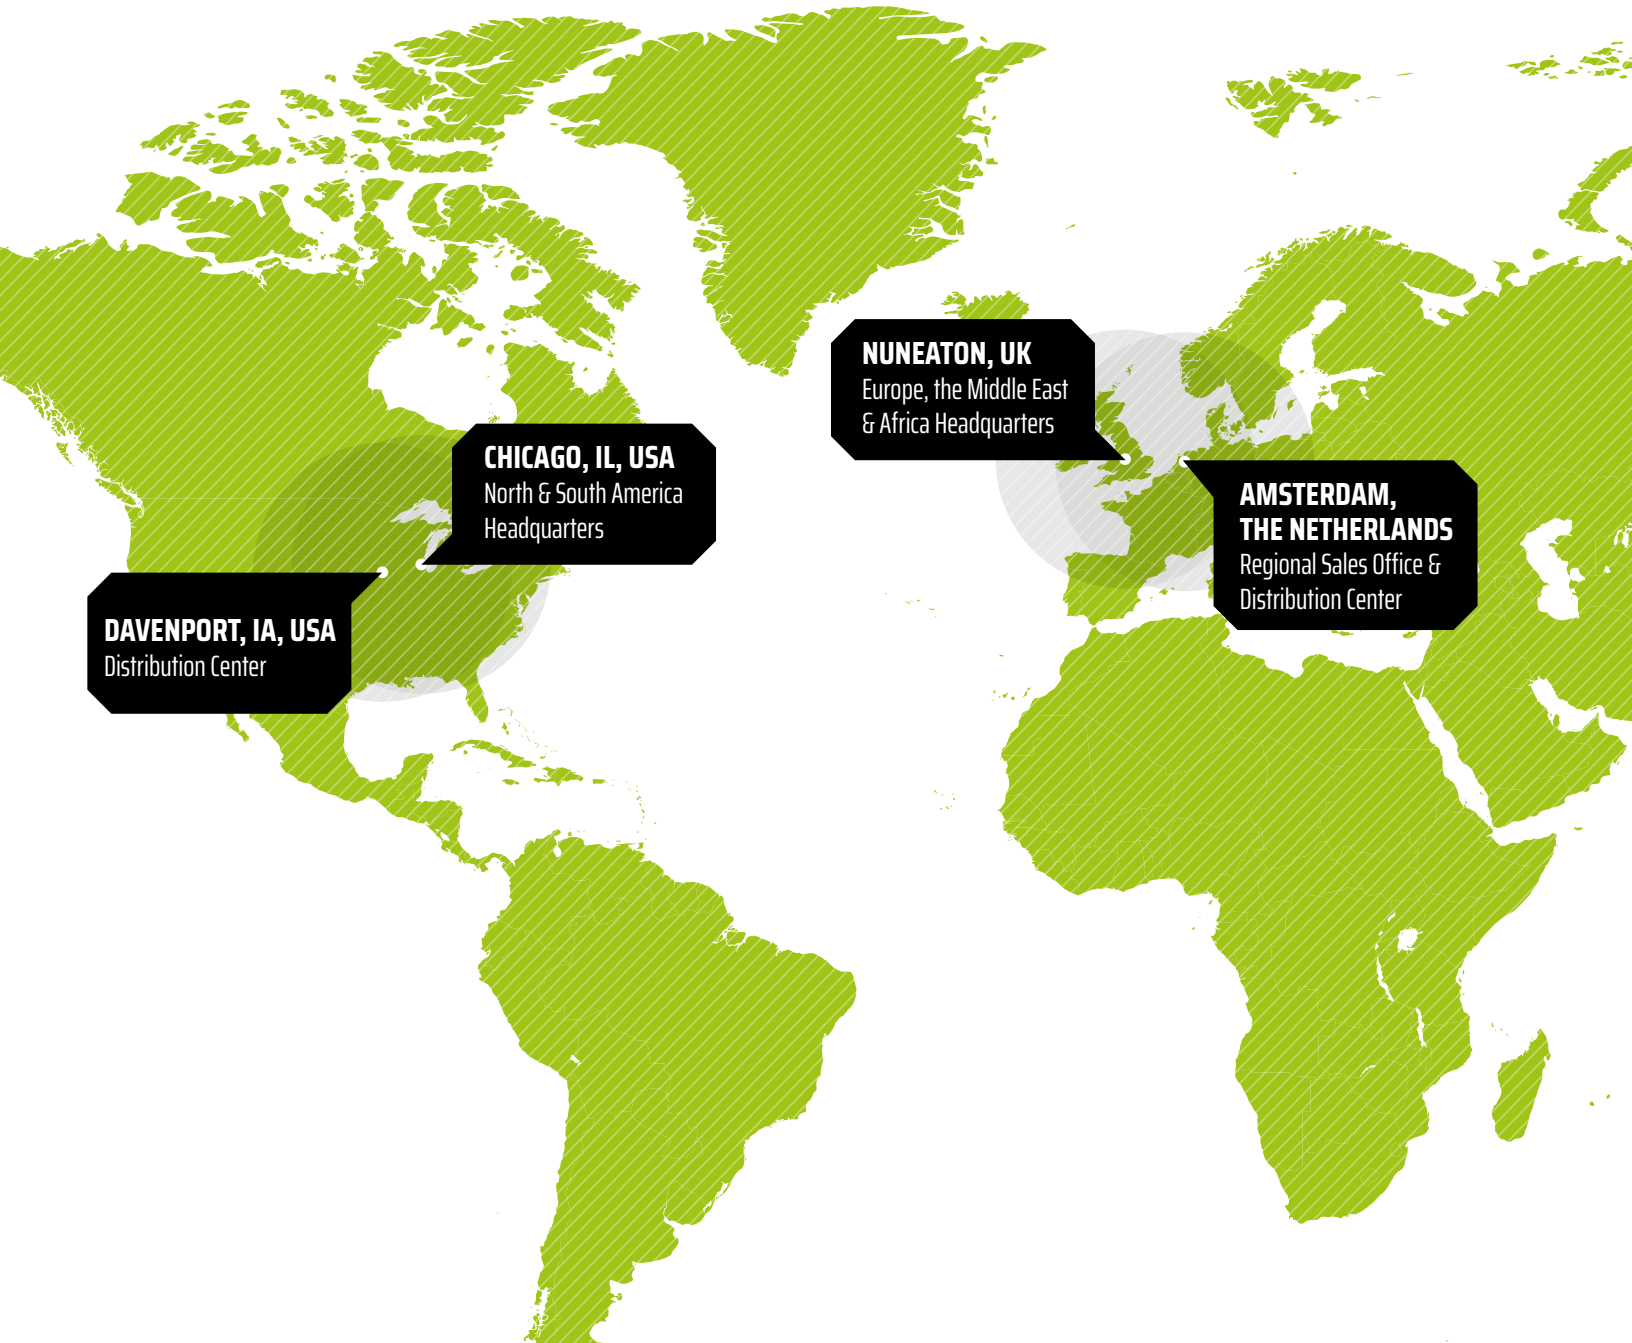 NUNEATON, UK
Europe, the Middle East
& Africa Headquarters
CHICAGO, IL, USA
North & South America
Headquarters
AMSTERDAM,
THE NETHERLANDS
Regional Sales Office &
Distribution Center
DAVENPORT, IA, USA
Distribution Center